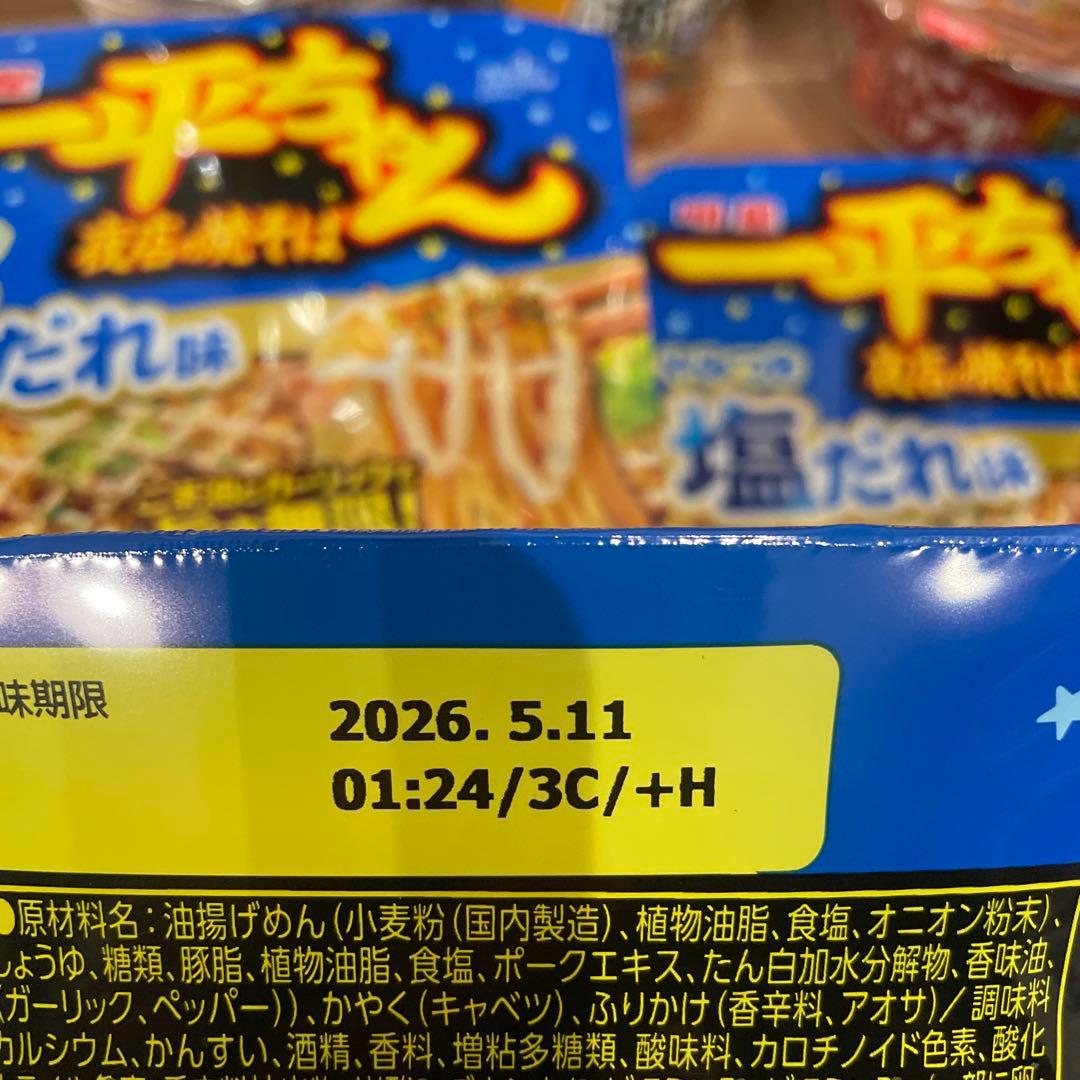 明星
一平ちゃん
夜店の焼そば
だれ味
明星
一平ちゃ
夜店の焼そば
塩だれ味
味期限
2026. 5.11
01:24/3C/+H
●原材料名：油揚げめん（小麦粉（国内製造）、植物油脂、食塩、オニオン粉末）、
しょうゆ、糖類、豚脂、植物油脂、食塩、ポークエキス、たん白加水分解物、香味油、
（ガーリック、ペッパー））、かやく（キャベツ）、ふりかけ（香辛料、アオサ）／調味料
カルシウム、かんすい、酒精、香料、増粘多糖類、酸味料、カロチノイド色素、酸化